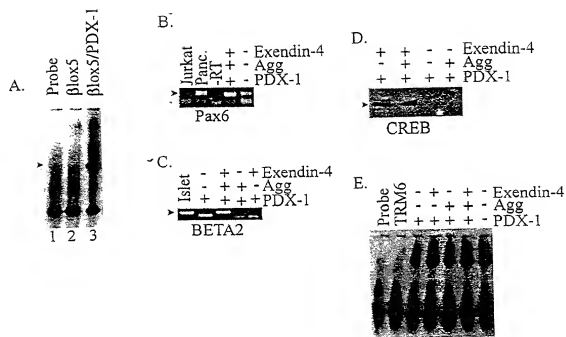 A.
Probe
βlox5
βlox5/PDX-1
1 2 3
B.
Jurkat
Panc.
-RT
+ - Exendin-4
+ - Agg
+ - PDX-1
Pax6
C.
Islet
- + - + Exendin-4
- + + - Agg
+ + + + PDX-1
BETA2
D.
+ + - - Exendin-4
- + - + Agg
+ + + + PDX-1
CREB
E.
Probe
TRM6
- + - + - Exendin-4
- - + + - Agg
+ + + + - PDX-1